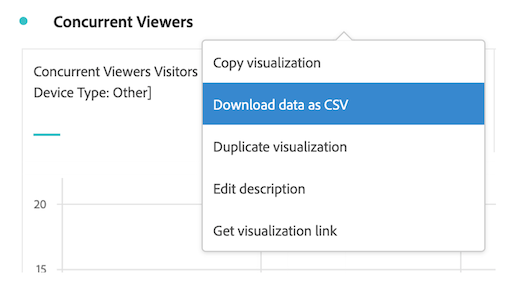 Concurrent Viewers
Concurrent Viewers Visitors
Device Type: Other]
Copy visualization
Download data as CSV
Duplicate visualization
Edit description
Get visualization link
20
15